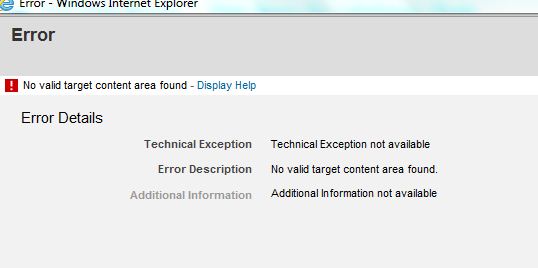 Error - Windows Internet Explorer
Error
No valid target content area found - Display Help
Error Details
Technical Exception Technical Exception not available
Error Description No valid target content area found.
Additional Information Additional Information not available